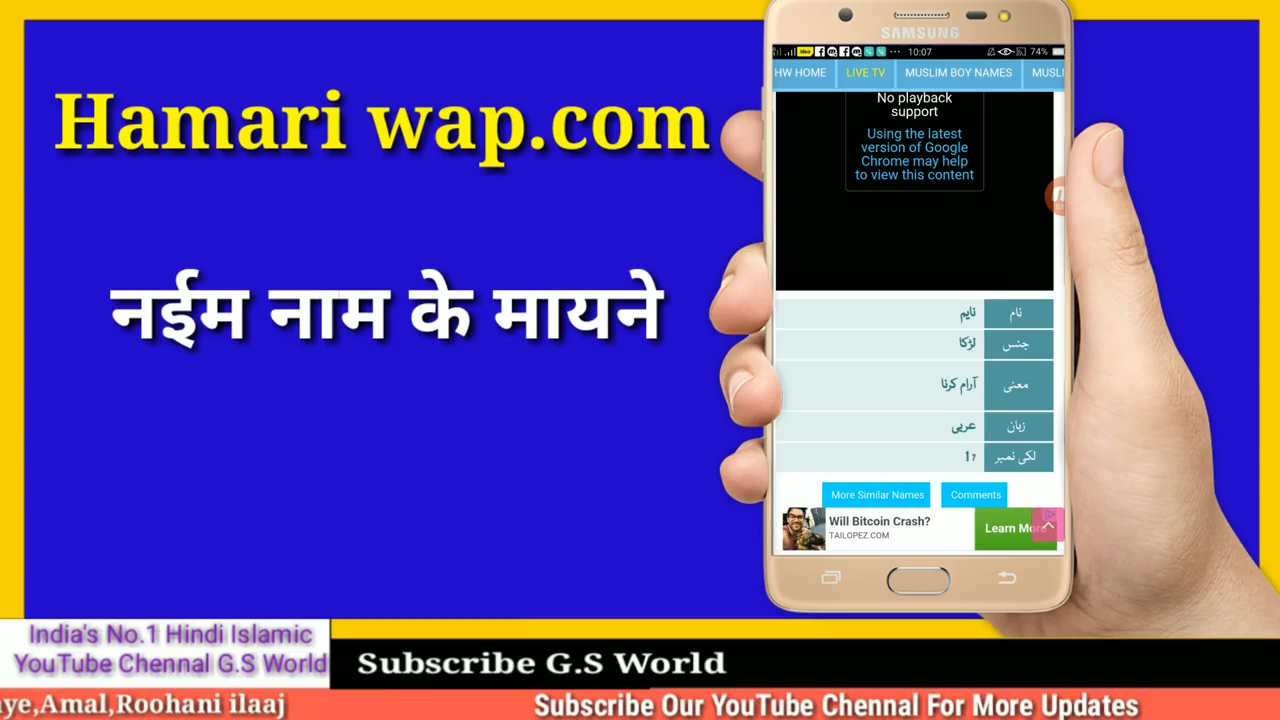 Hamari wap.com
नईम नाम के मायने
SAMSUNG
idea ... 10:07 74%
HW HOME LIVE TV MUSLIM BOY NAMES MUSLI
No playback
support
Using the latest
version of Google
Chrome may help
to view this content
نام نایم
جنس لڑکا
معنی آرام کرنا
زبان عربی
لکی نمبر 1?
More Similar Names Comments
Will Bitcoin Crash?
TAILOPEZ.COM
Learn More
India's No.1 Hindi Islamic
YouTube Chennal G.S World
Subscribe G.S World
aye,Amal,Roohani ilaaj
Subscribe Our YouTube Chennal For More Updates